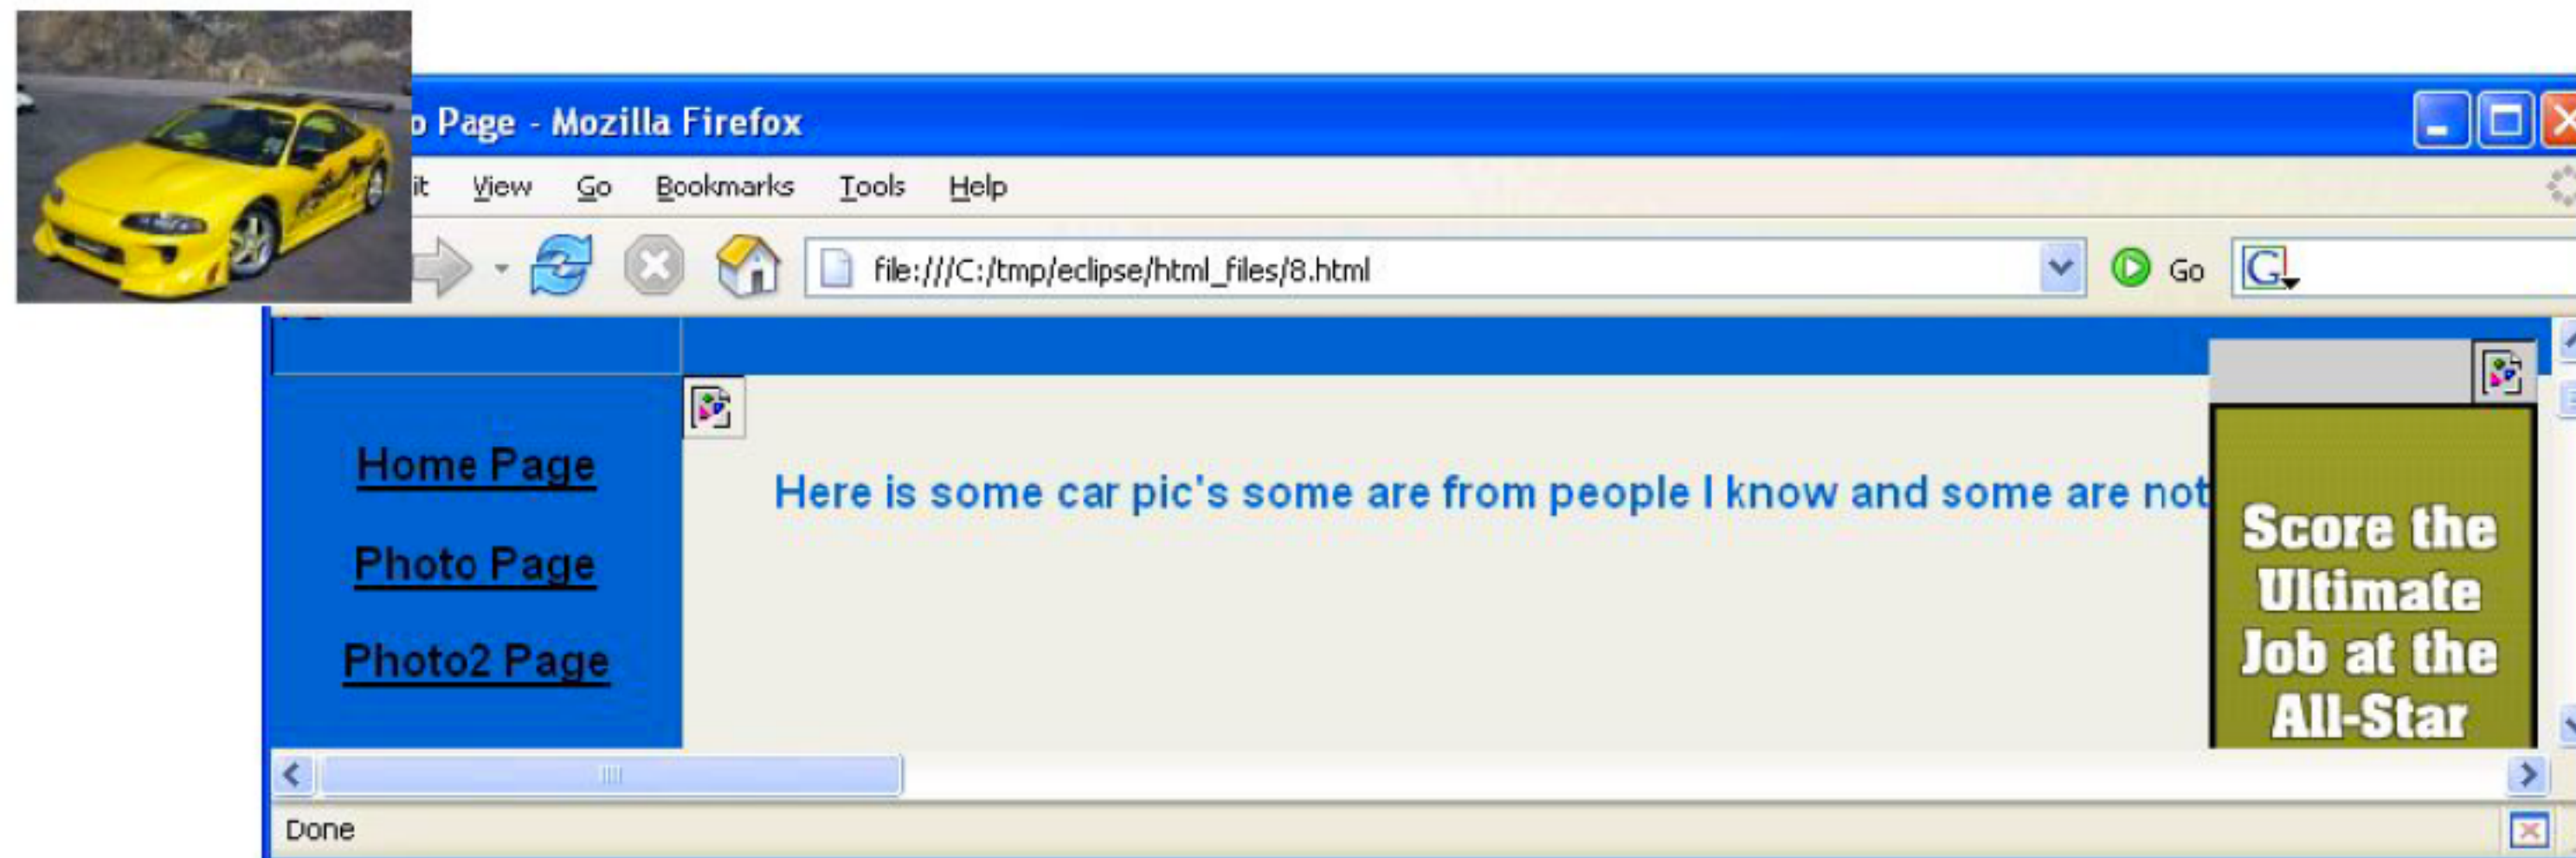 o Page - Mozilla Firefox
it View Go Bookmarks Tools Help
file:///C:/tmp/eclipse/html_files/8.html
Go
G
Home Page
Here is some car pic's some are from people I know and some are not
Photo Page
Photo2 Page
Score the
Ultimate
Job at the
All-Star
Done